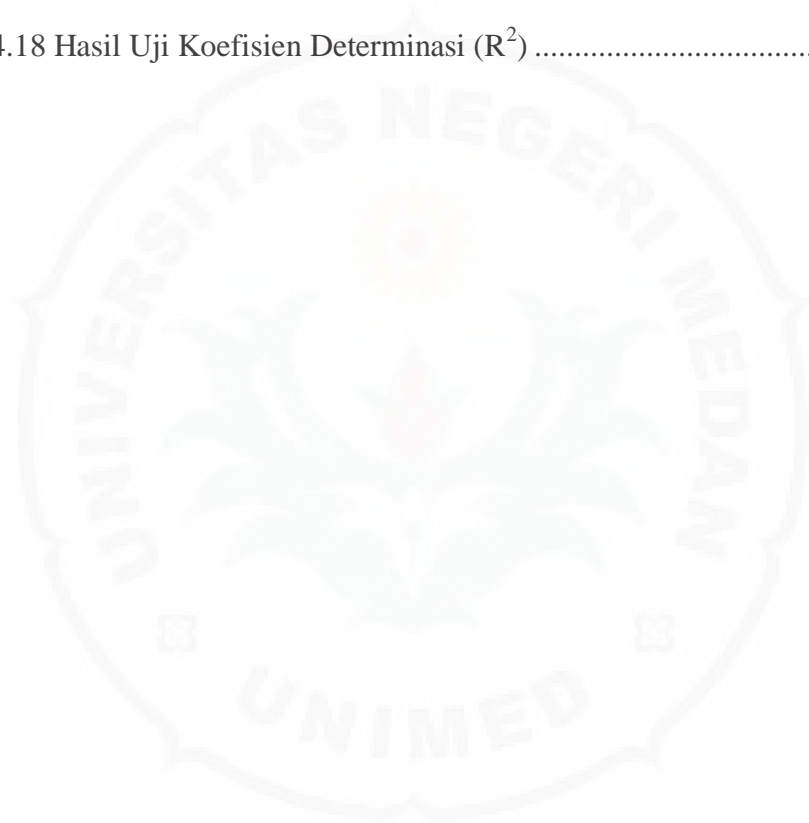 4.18 Hasil Uji Koefisien Determinasi (R²) ..................................
UNIVERSITAS NEGERI MEDAN
UNIMED